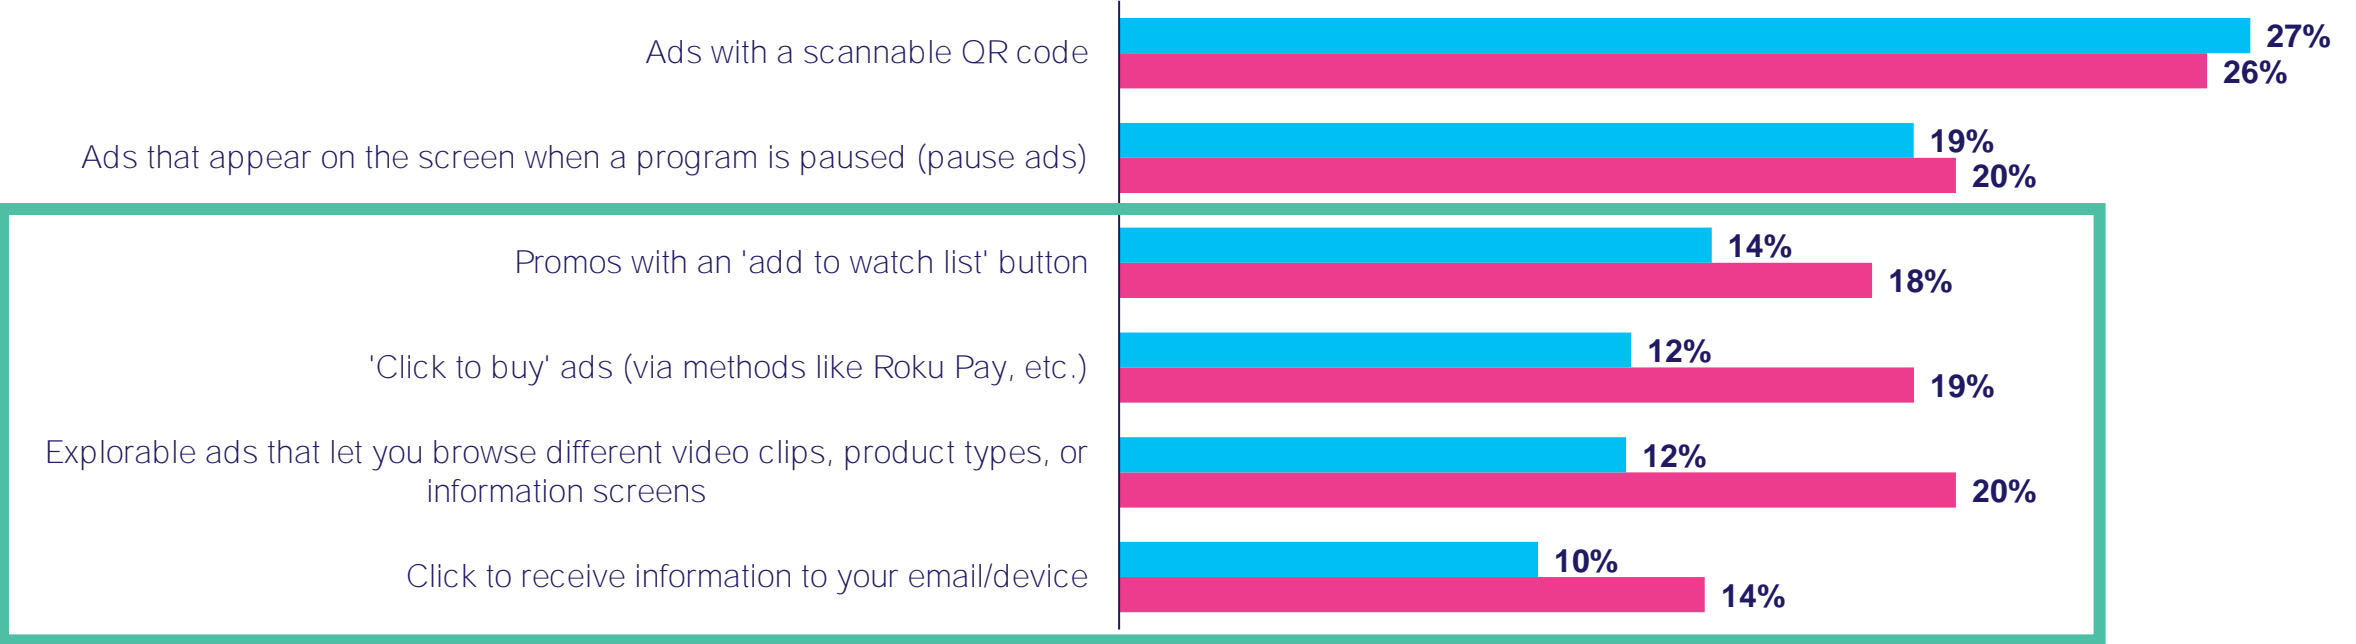 Ads with a scannable QR code
27%
26%
Ads that appear on the screen when a program is paused (pause ads)
19%
20%
Promos with an 'add to watch list' button
14%
18%
'Click to buy' ads (via methods like Roku Pay, etc.)
12%
19%
Explorable ads that let you browse different video clips, product types, or
information screens
12%
20%
Click to receive information to your email/device
10%
14%